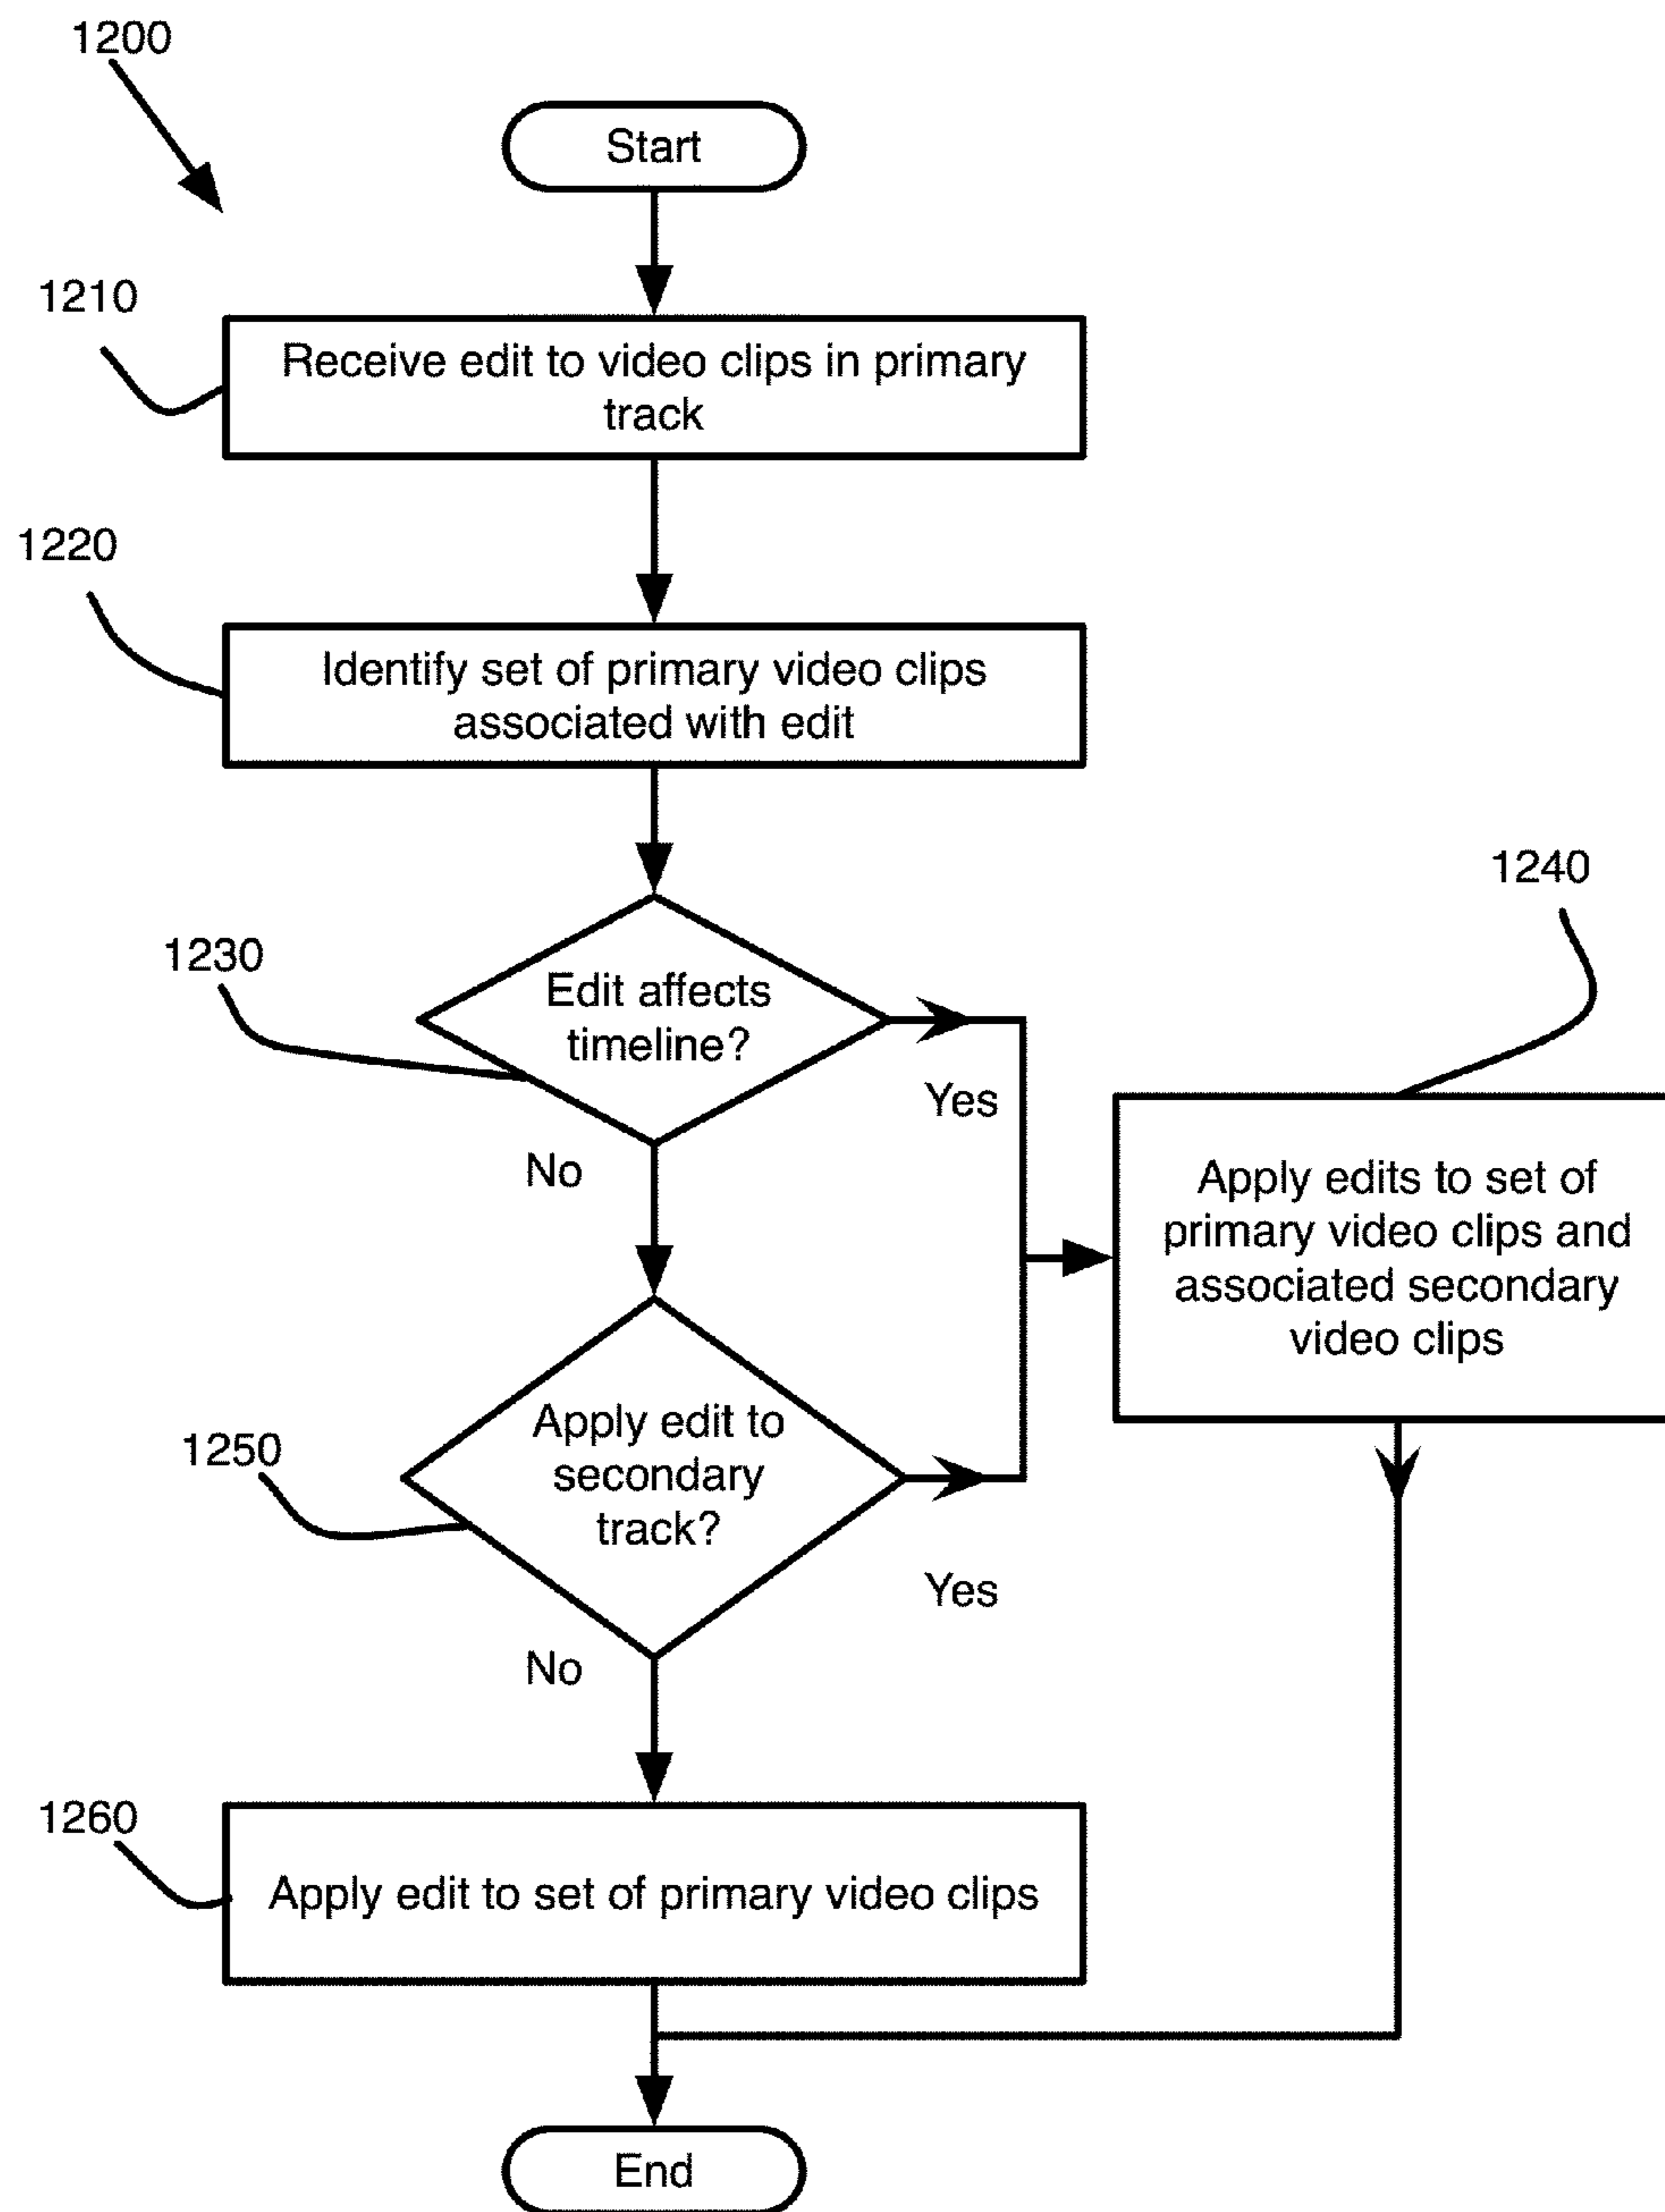 1200
Start
1210
Receive edit to video clips in primary
track
1220
Identify set of primary video clips
associated with edit
1230
Edit affects
timeline?
Yes
No
1240
Apply edits to set of
primary video clips and
associated secondary
video clips
1250
Apply edit to
secondary
track?
Yes
No
1260
Apply edit to set of primary video clips
End